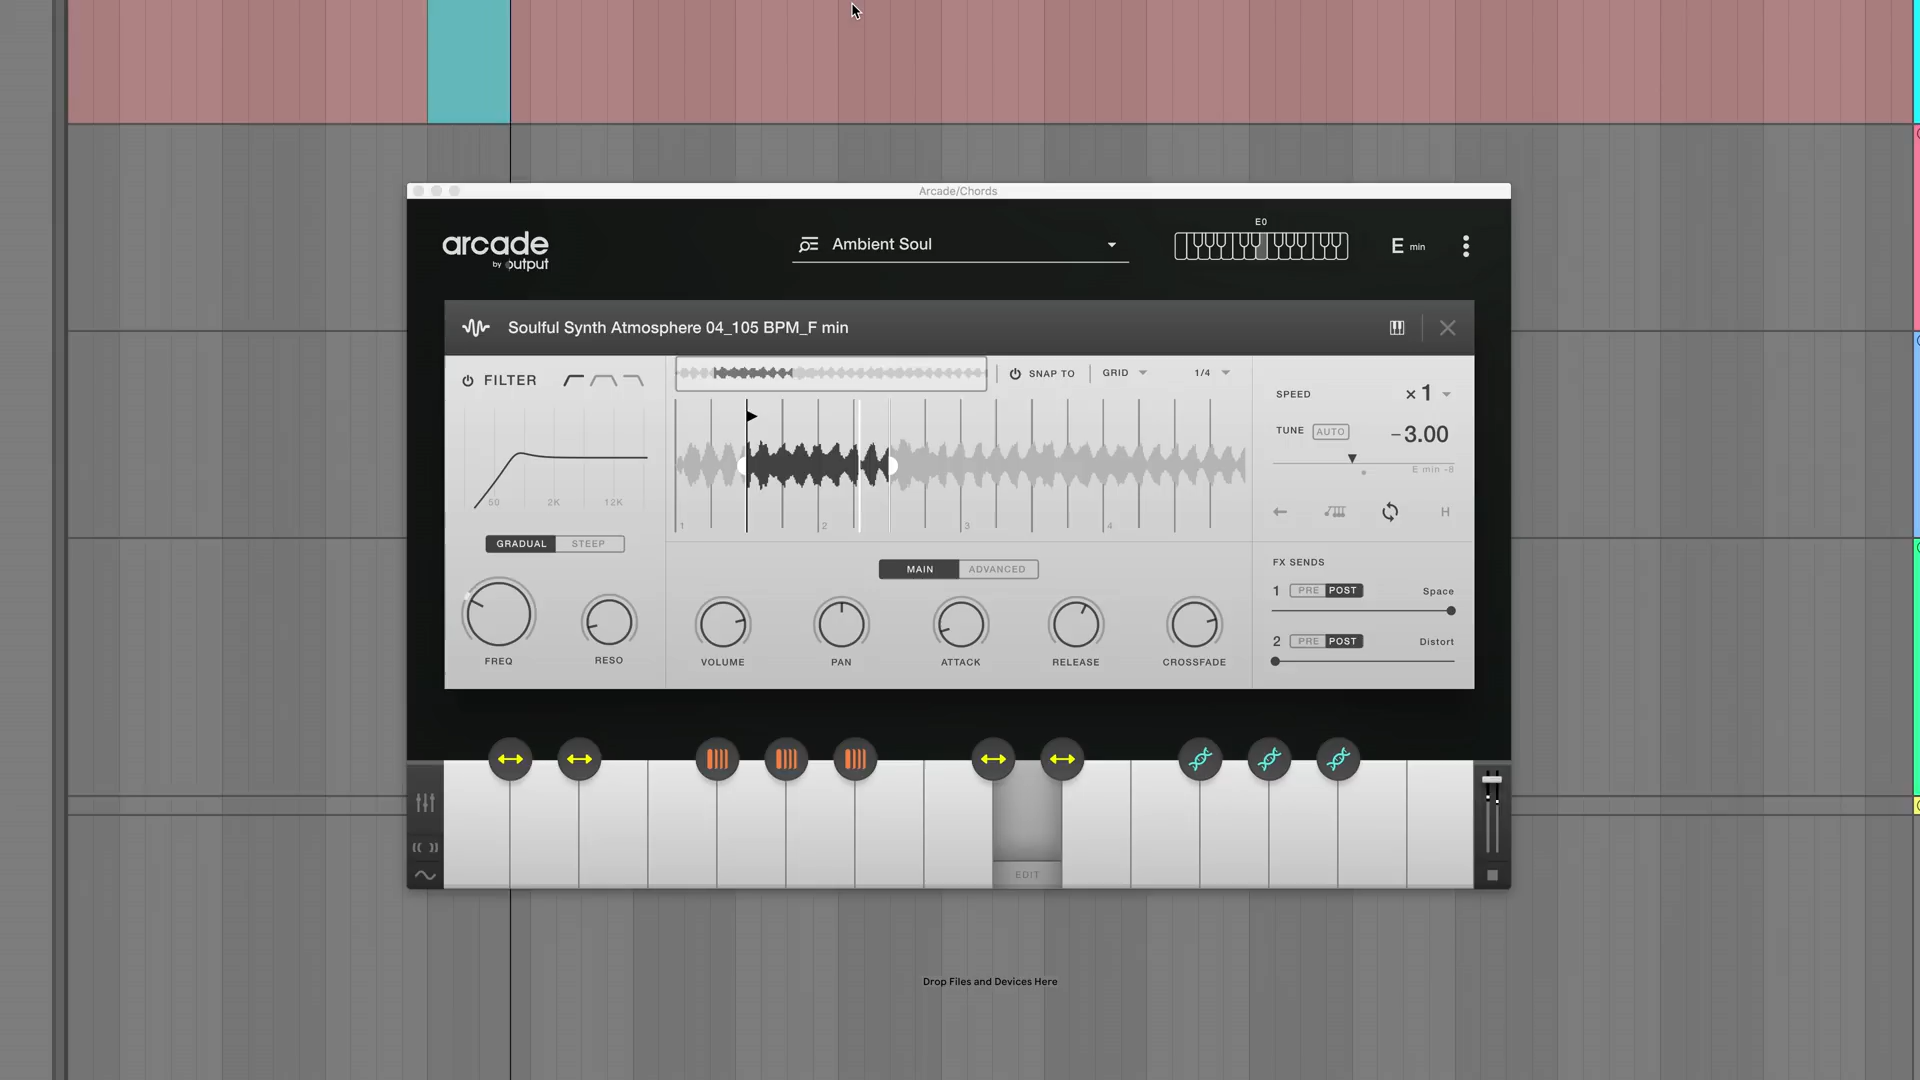 Arcade/Chords
arcade
by output
Ambient Soul
E0
E min
Soulful Synth Atmosphere 04_105 BPM_F min
FILTER
SNAP TO
GRID
1/4
SPEED
×1
TUNE
AUTO
−3.00
E min -8
50
2K
12K
1
2
3
4
H
GRADUAL
STEEP
MAIN
ADVANCED
FX SENDS
1
PRE
POST
Space
2
PRE
POST
Distort
FREQ
RESO
VOLUME
PAN
ATTACK
RELEASE
CROSSFADE
EDIT
Drop Files and Devices Here